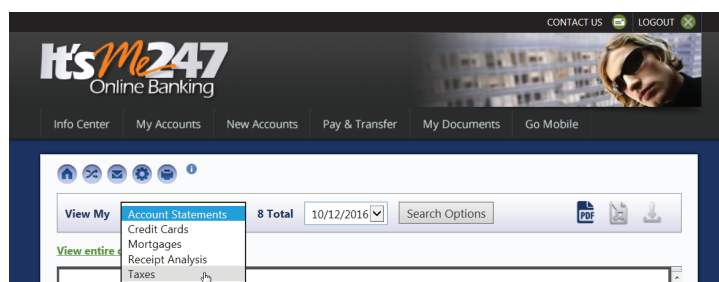 CONTACT US LOGOUT
It's Me 247
Online Banking
Info Center My Accounts New Accounts Pay & Transfer My Documents Go Mobile
i
View My Account Statements 8 Total 10/12/2016 Search Options PDF
Credit Cards
Mortgages
Receipt Analysis
Taxes
View entire